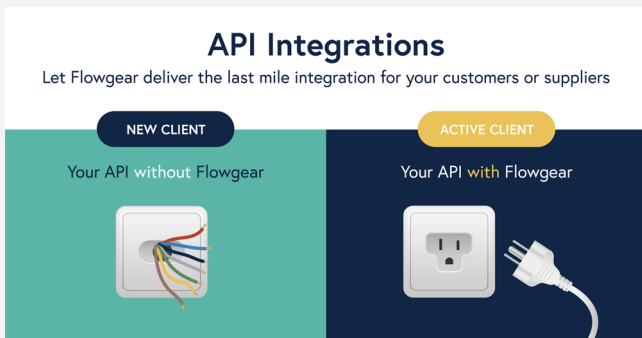 API Integrations
Let Flowgear deliver the last mile integration for your customers or suppliers
NEW CLIENT
Your API without Flowgear
ACTIVE CLIENT
Your API with Flowgear